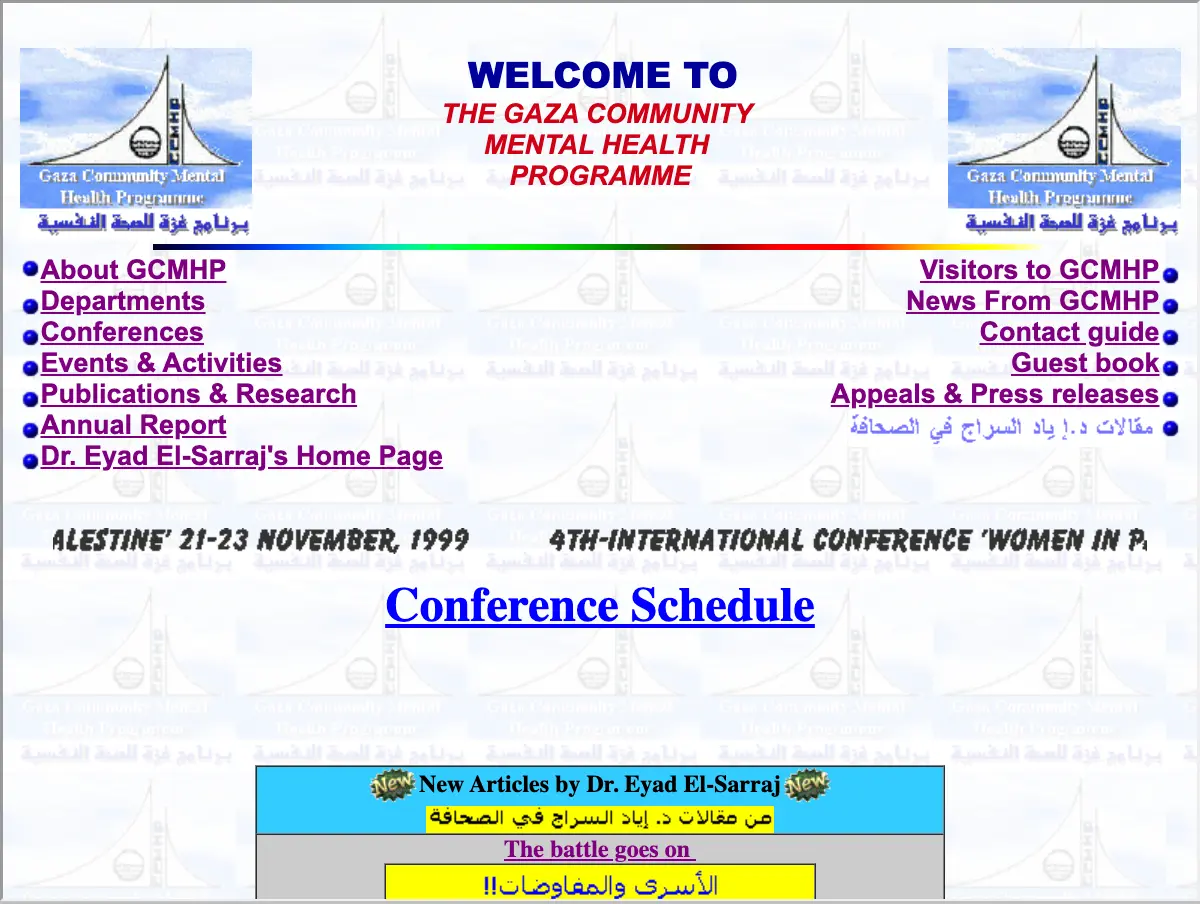 Gaza Community Mental
Health Programme
برنامج غزة للصحة النفسية
WELCOME TO
THE GAZA COMMUNITY
MENTAL HEALTH
PROGRAMME
GCMHP
Gaza Community Mental
Health Programme
برنامج غزة للصحة النفسية
About GCMHP
Departments
Conferences
Events & Activities
Publications & Research
Annual Report
Dr. Eyad El-Sarraj's Home Page
Visitors to GCMHP
News From GCMHP
Contact guide
Guest book
Appeals & Press releases
مقالات د.إياد السراج في الصحافة
ALESTINE' 21-23 NOVEMBER, 1999 4TH-INTERNATIONAL CONFERENCE 'WOMEN IN P
Conference Schedule
New New Articles by Dr. Eyad El-Sarraj New
من مقالات د. إياد السراج في الصحافة
The battle goes on
الأسرى والمفاوضات!!